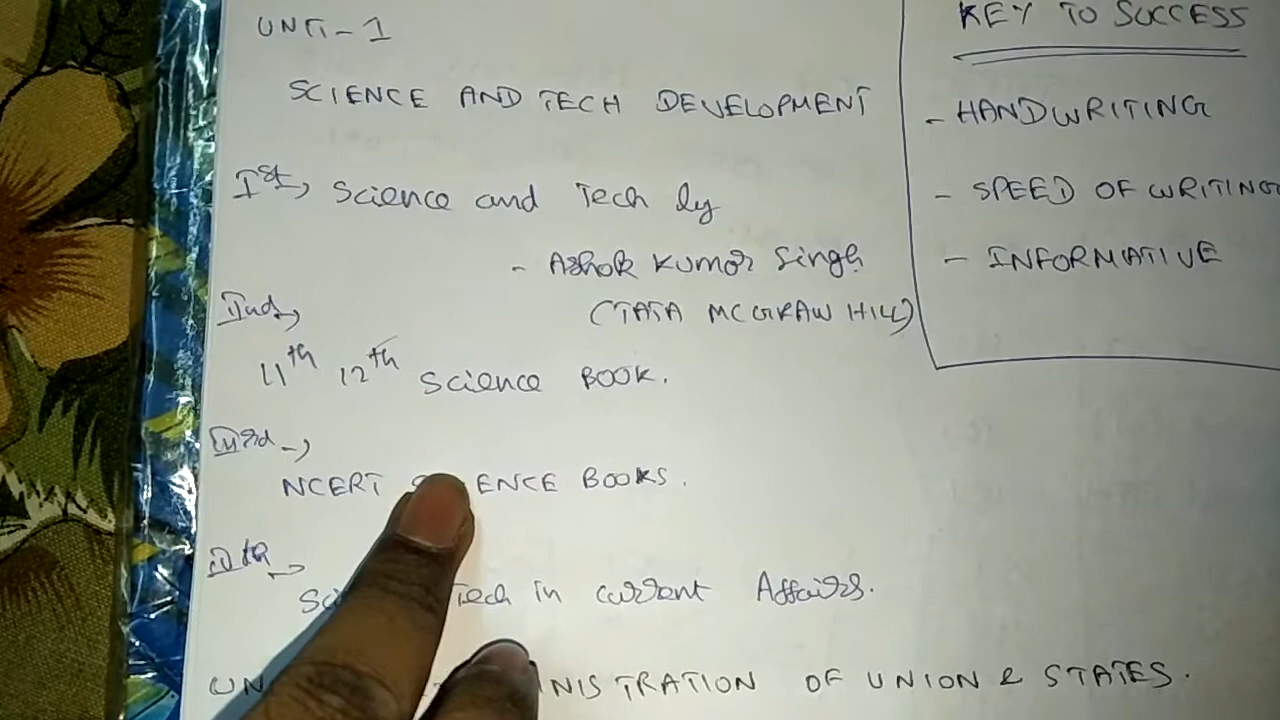 UNIT-1
SCIENCE AND TECH DEVELOPMENT
Ist, Science and Tech by
- Ashok Kumar Singh
(TATA MCGRAW HILL)
IInd,
11th 12th Science BOOK.
IIIrd -,
NCERT ENCE BOOKS.
Tech in current Affairs.
OF UNION & STATES.
KEY TO SUCCESS
- HANDWRITING
- SPEED OF WRITING
- INFORMATIVE